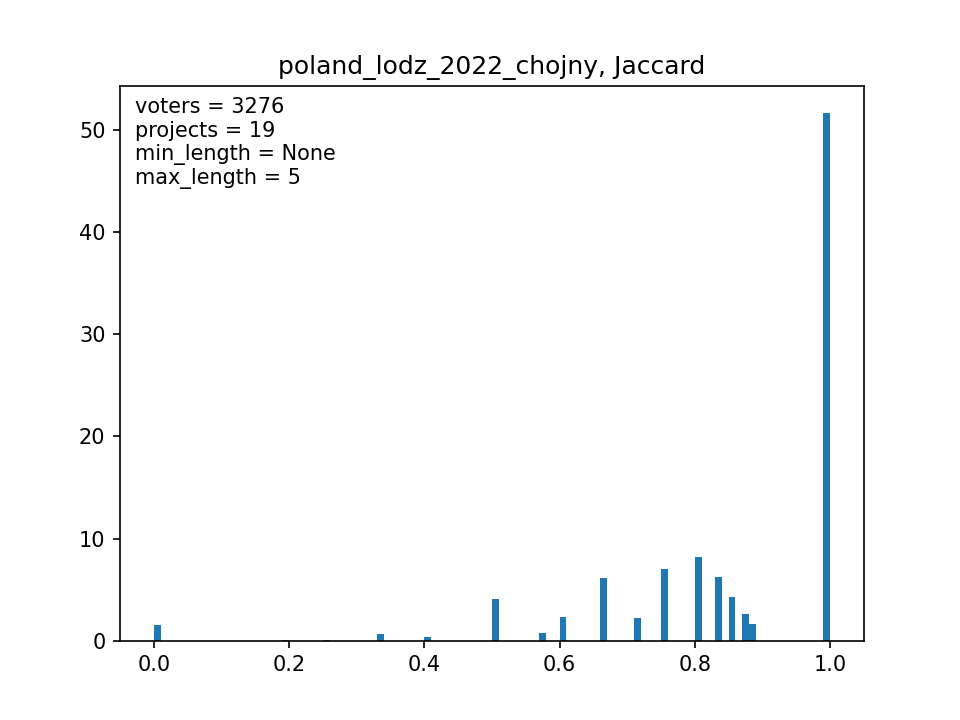 poland_lodz_2022_chojny, Jaccard
voters = 3276
projects = 19
min_length = None
max_length = 5
50
40
30
20
10
0
0.0 0.2 0.4 0.6 0.8 1.0